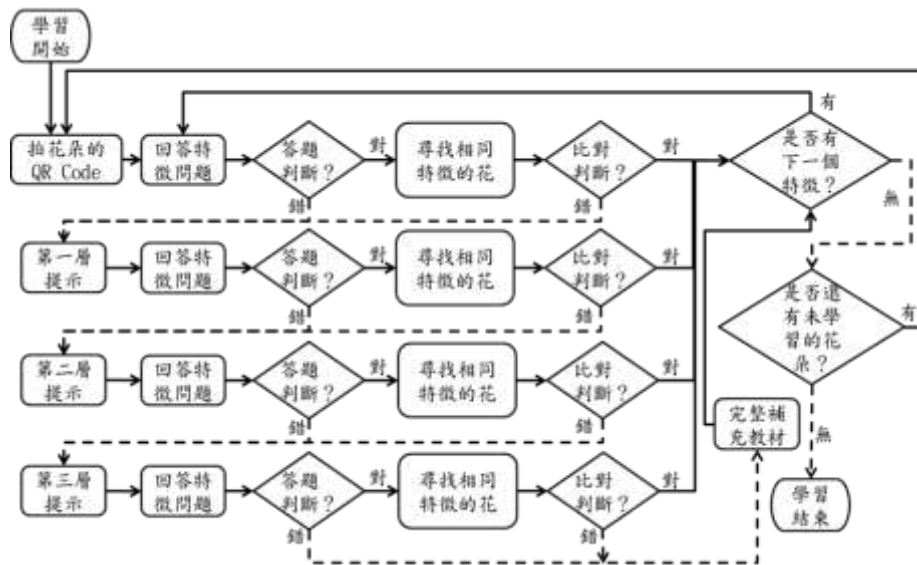 學習
開始
有
拍花朵的
QR Code
回答特
徵問題
答題
判斷？
對
尋找相同
特徵的花
比對
判斷？
對
是否有
下一個
特徵？
錯
錯
無
第一層
提示
回答特
徵問題
答題
判斷？
對
尋找相同
特徵的花
比對
判斷？
對
錯
錯
是否還
有未學
習的花
朵？
有
第二層
提示
回答特
徵問題
答題
判斷？
對
尋找相同
特徵的花
比對
判斷？
對
錯
錯
完整補
充教材
無
第三層
提示
回答特
徵問題
答題
判斷？
對
尋找相同
特徵的花
比對
判斷？
對
錯
錯
學習
結束